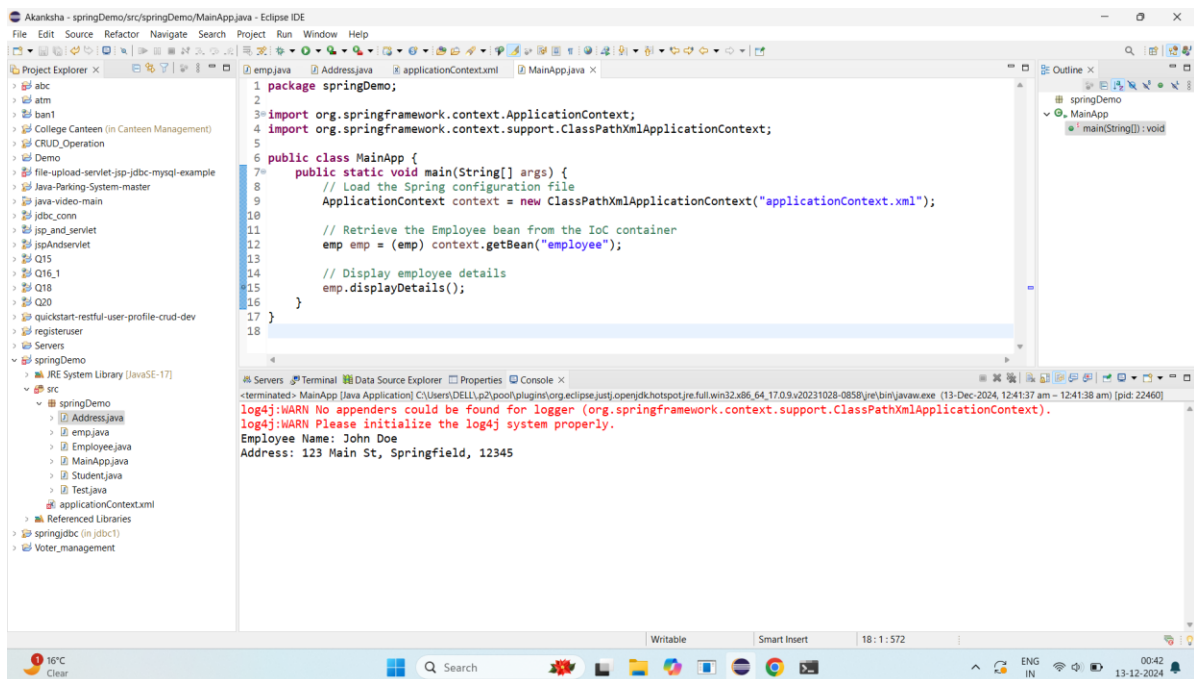 Akanksha - springDemo/src/springDemo/MainApp.java - Eclipse IDE
File Edit Source Refactor Navigate Search Project Run Window Help
Project Explorer
abc
atm
ban1
College Canteen (in Canteen Management)
CRUD_Operation
Demo
file-upload-servlet-jsp-jdbc-mysql-example
Java-Parking-System-master
java-video-main
jdbc_conn
jsp_and_servlet
jspAndservlet
Q15
Q16_1
Q18
Q20
quickstart-restful-user-profile-crud-dev
registeruser
Servers
springDemo
JRE System Library [JavaSE-17]
src
springDemo
Address.java
emp.java
Employee.java
MainApp.java
Student.java
Test.java
applicationContext.xml
Referenced Libraries
springjdbc (in jdbc1)
Voter_management
emp.java Address.java applicationContext.xml MainApp.java
1 package springDemo;
2
3 import org.springframework.context.ApplicationContext;
4 import org.springframework.context.support.ClassPathXmlApplicationContext;
5
6 public class MainApp {
7 public static void main(String[] args) {
8 // Load the Spring configuration file
9 ApplicationContext context = new ClassPathXmlApplicationContext("applicationContext.xml");
10
11 // Retrieve the Employee bean from the IoC container
12 emp emp = (emp) context.getBean("employee");
13
14 // Display employee details
15 emp.displayDetails();
16 }
17 }
18
Outline
springDemo
MainApp
main(String[]) : void
Servers Terminal Data Source Explorer Properties Console
<terminated> MainApp [Java Application] C:\Users\DELL\.p2\pool\plugins\org.eclipse.justj.openjdk.hotspot.jre.full.win32.x86_64_17.0.9.v20231028-0858\jre\bin\javaw.exe (13-Dec-2024, 12:41:37 am – 12:41:38 am) [pid: 22460]
log4j:WARN No appenders could be found for logger (org.springframework.context.support.ClassPathXmlApplicationContext).
log4j:WARN Please initialize the log4j system properly.
Employee Name: John Doe
Address: 123 Main St, Springfield, 12345
Writable Smart Insert 18 : 1 : 572
1
16°C
Clear
Search
ENG
IN
00:42
13-12-2024